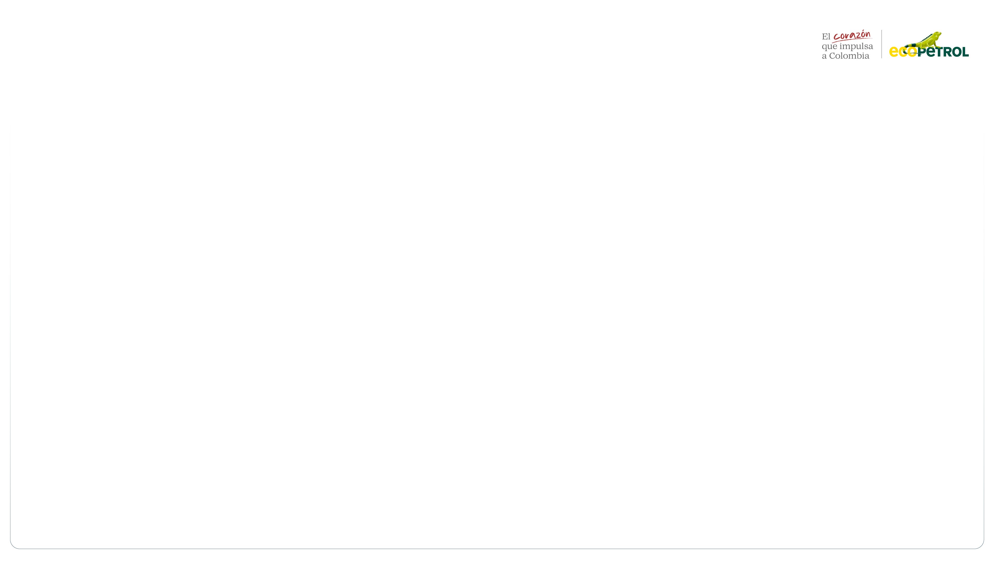 El corazón
que impulsa
a Colombia
ecopetrol